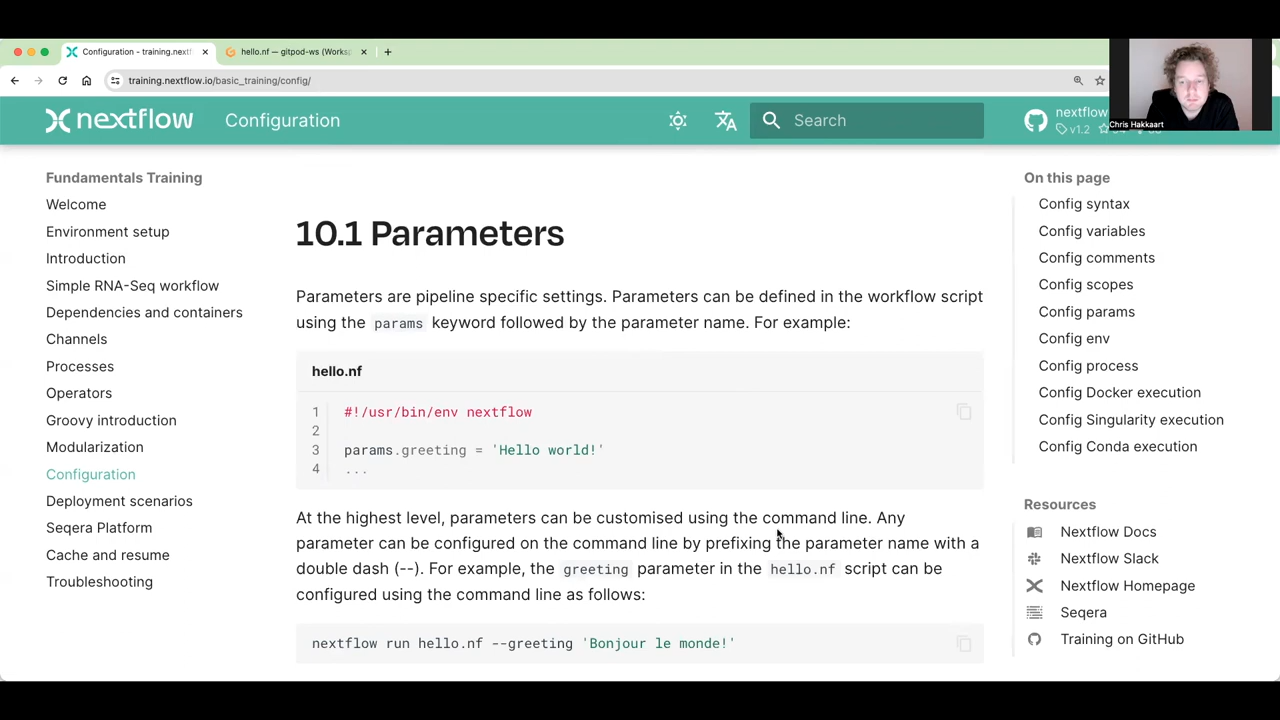 Configuration - training.nextf
hello.nf — gitpod-ws (Works
training.nextflow.io/basic_training/config/
nextflow
Configuration
Search
nextflow
v1.2
Chris Hakkaart
Fundamentals Training
Welcome
Environment setup
Introduction
Simple RNA-Seq workflow
Dependencies and containers
Channels
Processes
Operators
Groovy introduction
Modularization
Configuration
Deployment scenarios
Seqera Platform
Cache and resume
Troubleshooting
10.1 Parameters
Parameters are pipeline specific settings. Parameters can be defined in the workflow script
using the params keyword followed by the parameter name. For example:
hello.nf
1 #!/usr/bin/env nextflow
2
3 params.greeting = 'Hello world!'
4 ...
At the highest level, parameters can be customised using the command line. Any
parameter can be configured on the command line by prefixing the parameter name with a
double dash (--). For example, the greeting parameter in the hello.nf script can be
configured using the command line as follows:
nextflow run hello.nf --greeting 'Bonjour le monde!'
On this page
Config syntax
Config variables
Config comments
Config scopes
Config params
Config env
Config process
Config Docker execution
Config Singularity execution
Config Conda execution
Resources
Nextflow Docs
Nextflow Slack
Nextflow Homepage
Seqera
Training on GitHub